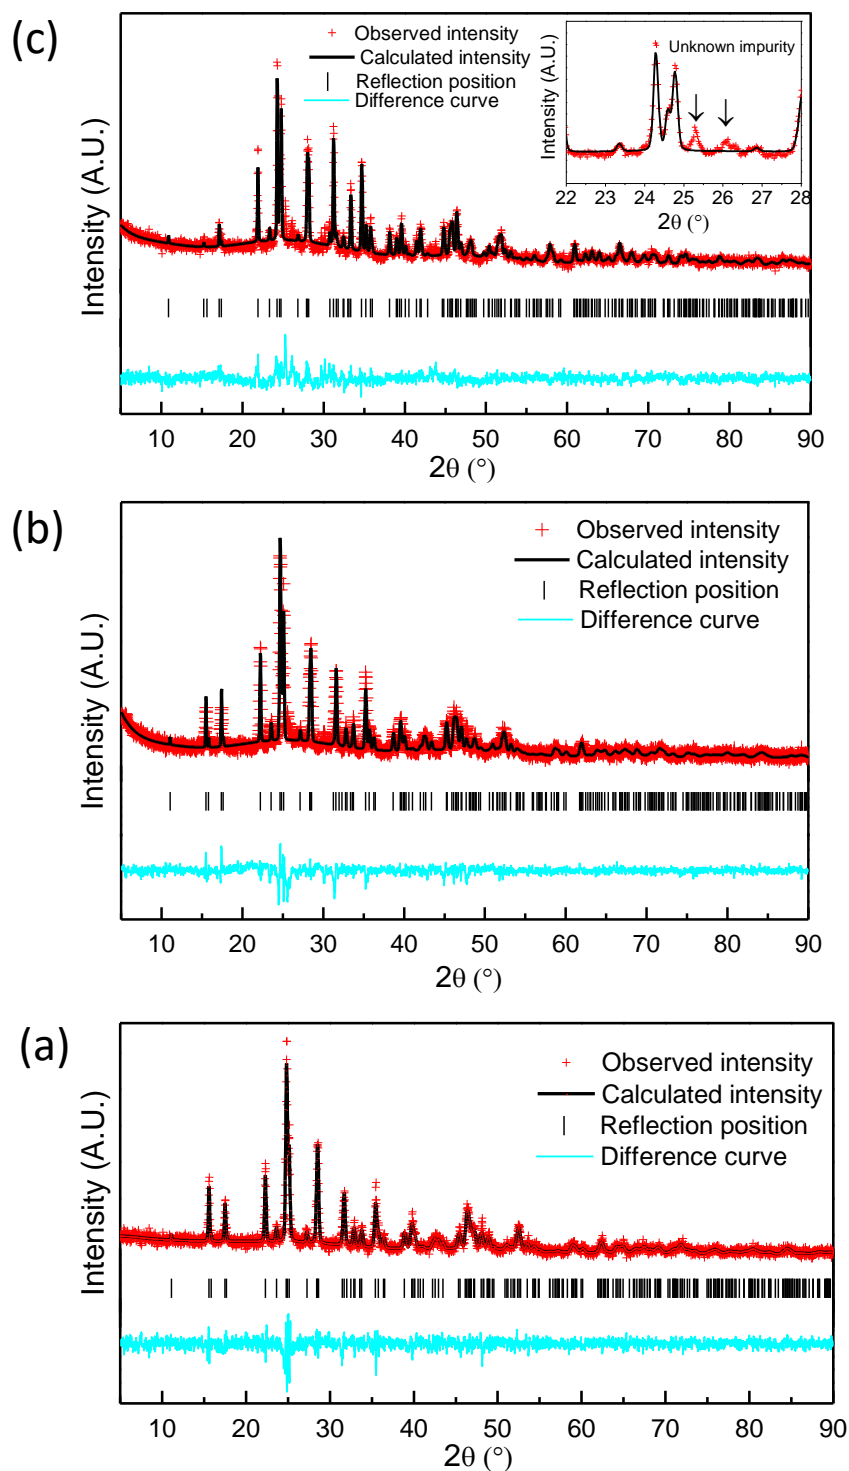 (c)
Observed intensity
Calculated intensity
Reflection position
Difference curve
Unknown impurity
Intensity (A.U.)
22 23 24 25 26 27 28
2θ (°)
Intensity (A.U.)
10 20 30 40 50 60 70 80 90
2θ (°)
(b)
Observed intensity
Calculated intensity
Reflection position
Difference curve
Intensity (A.U.)
10 20 30 40 50 60 70 80 90
2θ (°)
(a)
Observed intensity
Calculated intensity
Reflection position
Difference curve
Intensity (A.U.)
10 20 30 40 50 60 70 80 90
2θ (°)